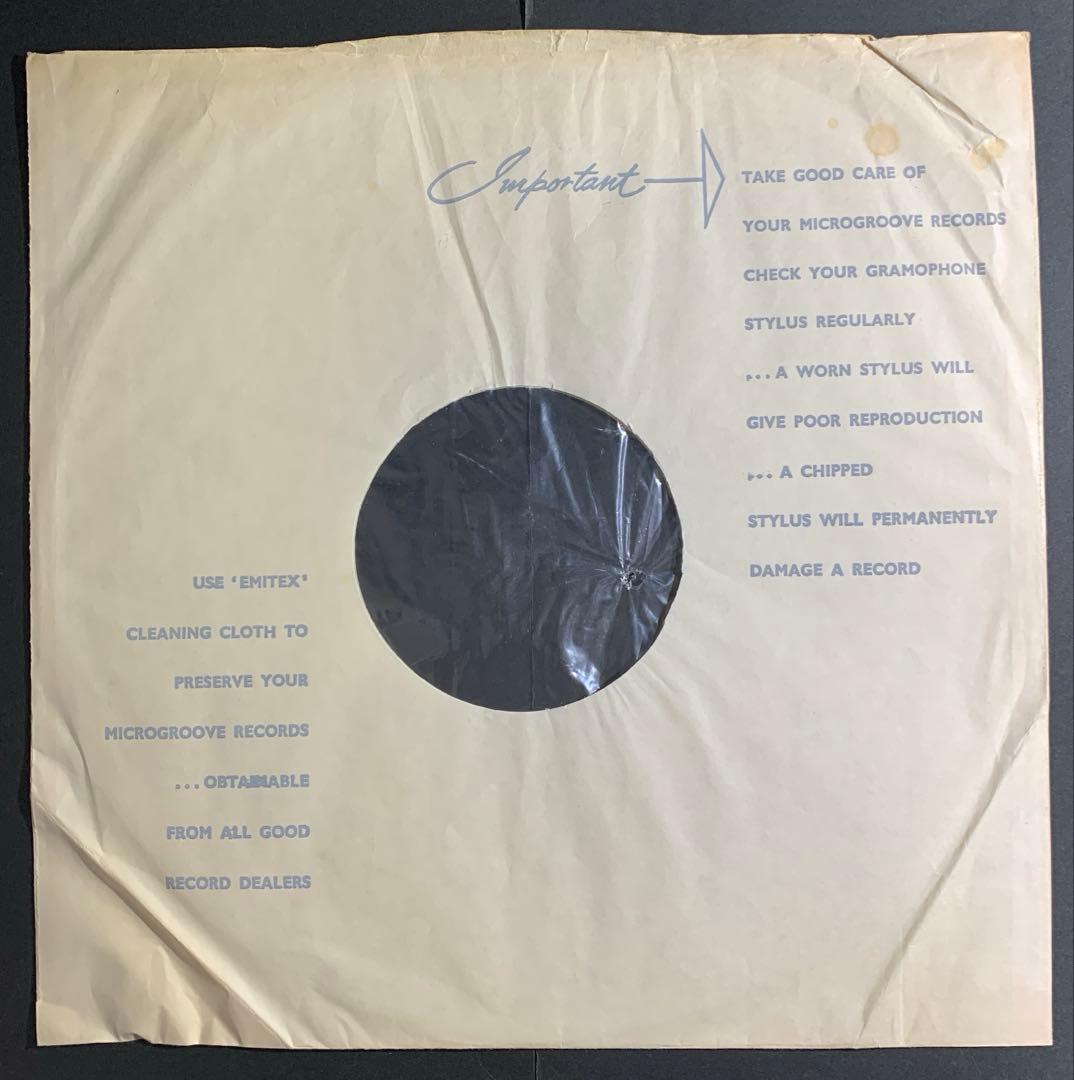 Important
TAKE GOOD CARE OF
YOUR MICROGROOVE RECORDS
CHECK YOUR GRAMOPHONE
STYLUS REGULARLY
...A WORN STYLUS WILL
GIVE POOR REPRODUCTION
...A CHIPPED
STYLUS WILL PERMANENTLY
DAMAGE A RECORD
USE 'EMITEX'
CLEANING CLOTH TO
PRESERVE YOUR
MICROGROOVE RECORDS
...OBTAINABLE
FROM ALL GOOD
RECORD DEALERS